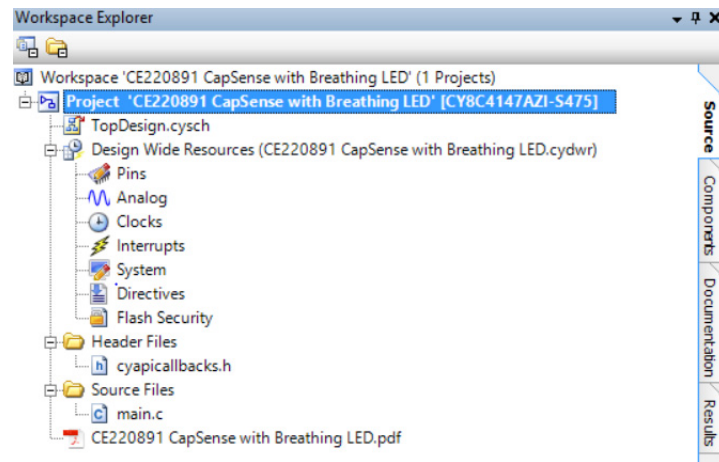 Workspace Explorer
Workspace 'CE220891 CapSense with Breathing LED' (1 Projects)
Project 'CE220891 CapSense with Breathing LED' [CY8C4147AZI-S475]
TopDesign.cysch
Design Wide Resources (CE220891 CapSense with Breathing LED.cydwr)
Pins
Analog
Clocks
Interrupts
System
Directives
Flash Security
Header Files
h cyapicallbacks.h
Source Files
c main.c
CE220891 CapSense with Breathing LED.pdf
Source
Components
Documentation
Results